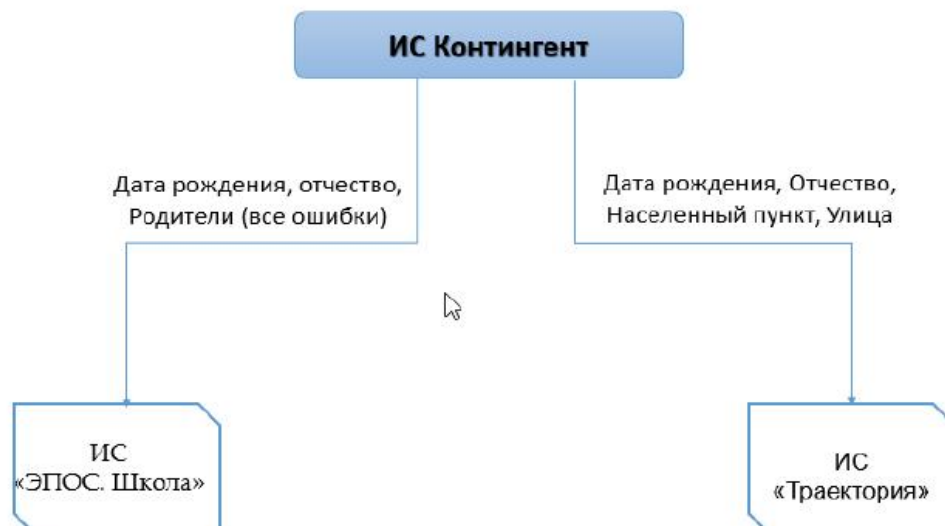 ИС Контингент
Дата рождения, отчество,
Родители (все ошибки)
Дата рождения, Отчество,
Населенный пункт, Улица
ИС
«ЭПОС. Школа»
ИС
«Траектория»